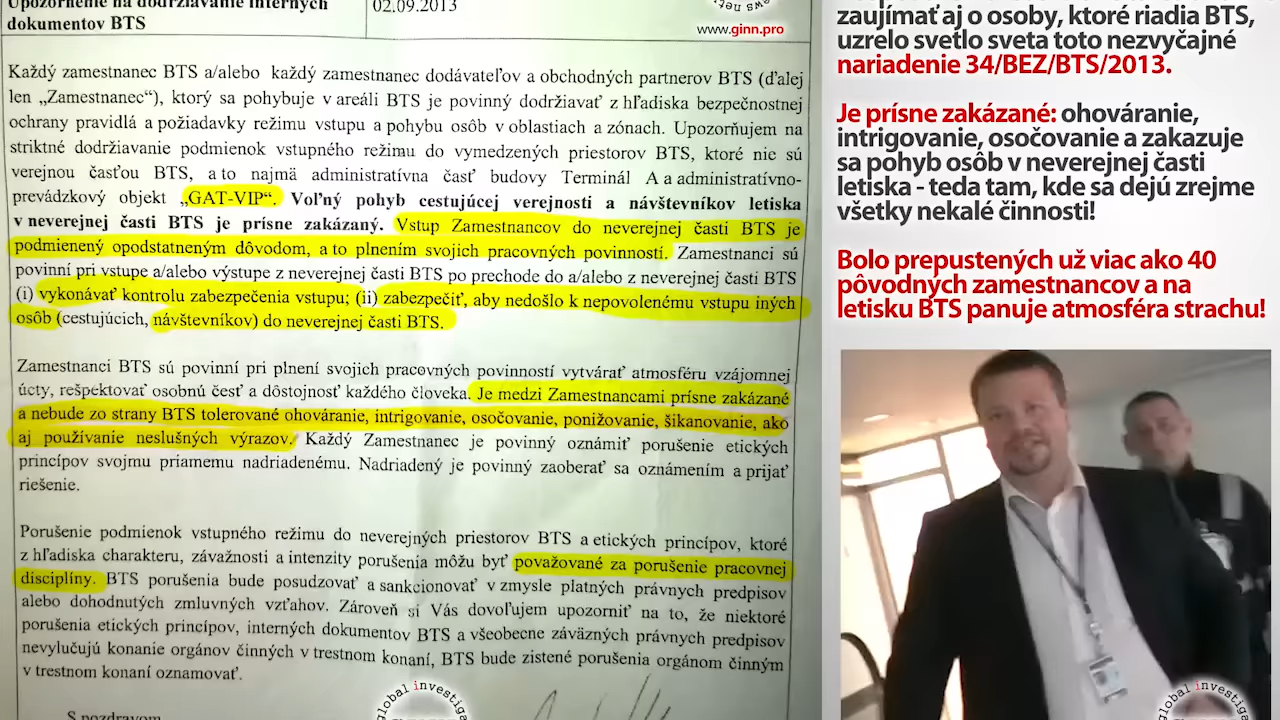 Upozornenie na dodržiavanie interných
dokumentov BTS
02.09.2013
news
net
www.ginn.pro
Každý zamestnanec BTS a/alebo každý zamestnanec dodávateľov a obchodných partnerov BTS (ďalej
len „Zamestnanec“), ktorý sa pohybuje v areáli BTS je povinný dodržiavať z hľadiska bezpečnostnej
ochrany pravidlá a požiadavky režimu vstupu a pohybu osôb v oblastiach a zónach. Upozorňujem na
striktné dodržiavanie podmienok vstupného režimu do vymedzených priestorov BTS, ktoré nie sú
verejnou časťou BTS, a to najmä administratívna časť budovy Terminál A a administratívno-
prevádzkový objekt „GAT-VIP“. Voľný pohyb cestujúcej verejnosti a návštevníkov letiska
v neverejnej časti BTS je prísne zakázaný. Vstup Zamestnancov do neverejnej časti BTS je
podmienený opodstatneným dôvodom, a to plnením svojich pracovných povinností. Zamestnanci sú
povinní pri vstupe a/alebo výstupe z neverejnej časti BTS po prechode do a/alebo z neverejnej časti BTS
(i) vykonávať kontrolu zabezpečenia vstupu; (ii) zabezpečiť, aby nedošlo k nepovolenému vstupu iných
osôb (cestujúcich, návštevníkov) do neverejnej časti BTS.
Zamestnanci BTS sú povinní pri plnení svojich pracovných povinností vytvárať atmosféru vzájomnej
úcty, rešpektovať osobnú česť a dôstojnosť každého človeka. Je medzi Zamestnancami prísne zakázané
a nebude zo strany BTS tolerované ohováranie, intrigovanie, osočovanie, ponižovanie, šikanovanie, ako
aj používanie neslušných výrazov. Každý Zamestnanec je povinný oznámiť porušenie etických
princípov svojmu priamemu nadriadenému. Nadriadený je povinný zaoberať sa oznámením a prijať
riešenie.
Porušenie podmienok vstupného režimu do neverejných priestorov BTS a etických princípov, ktoré
z hľadiska charakteru, závažnosti a intenzity porušenia môžu byť považované za porušenie pracovnej
disciplíny. BTS porušenia bude posudzovať a sankcionovať v zmysle platných právnych predpisov
alebo dohodnutých zmluvných vzťahov. Zároveň si Vás dovoľujem upozorniť na to, že niektoré
porušenia etických princípov, interných dokumentov BTS a všeobecne záväzných právnych predpisov
nevylučujú konanie orgánov činných v trestnom konaní, BTS bude zistené porušenia orgánom činným
v trestnom konaní oznamovať.
S pozdravom
global investiga
zaujímať aj o osoby, ktoré riadia BTS,
uzrelo svetlo sveta toto nezvyčajné
nariadenie 34/BEZ/BTS/2013.
Je prísne zakázané: ohováranie,
intrigovanie, osočovanie a zakazuje
sa pohyb osôb v neverejnej časti
letiska - teda tam, kde sa dejú zrejme
všetky nekalé činnosti!
Bolo prepustených už viac ako 40
pôvodných zamestnancov a na
letisku BTS panuje atmosféra strachu!
global investiga